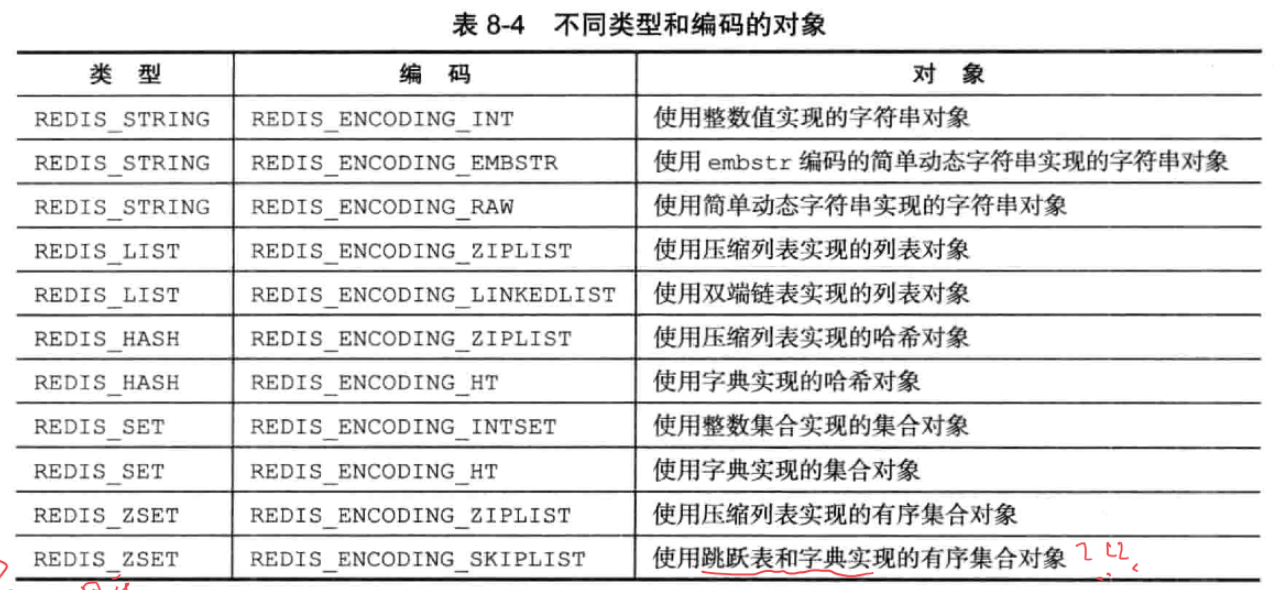 表 8-4 不同类型和编码的对象
类 型 编 码 对 象
REDIS_STRING REDIS_ENCODING_INT 使用整数值实现的字符串对象
REDIS_STRING REDIS_ENCODING_EMBSTR 使用 embstr 编码的简单动态字符串实现的字符串对象
REDIS_STRING REDIS_ENCODING_RAW 使用简单动态字符串实现的字符串对象
REDIS_LIST REDIS_ENCODING_ZIPLIST 使用压缩列表实现的列表对象
REDIS_LIST REDIS_ENCODING_LINKEDLIST 使用双端链表实现的列表对象
REDIS_HASH REDIS_ENCODING_ZIPLIST 使用压缩列表实现的哈希对象
REDIS_HASH REDIS_ENCODING_HT 使用字典实现的哈希对象
REDIS_SET REDIS_ENCODING_INTSET 使用整数集合实现的集合对象
REDIS_SET REDIS_ENCODING_HT 使用字典实现的集合对象
REDIS_ZSET REDIS_ENCODING_ZIPLIST 使用压缩列表实现的有序集合对象
REDIS_ZSET REDIS_ENCODING_SKIPLIST 使用跳跃表和字典实现的有序集合对象